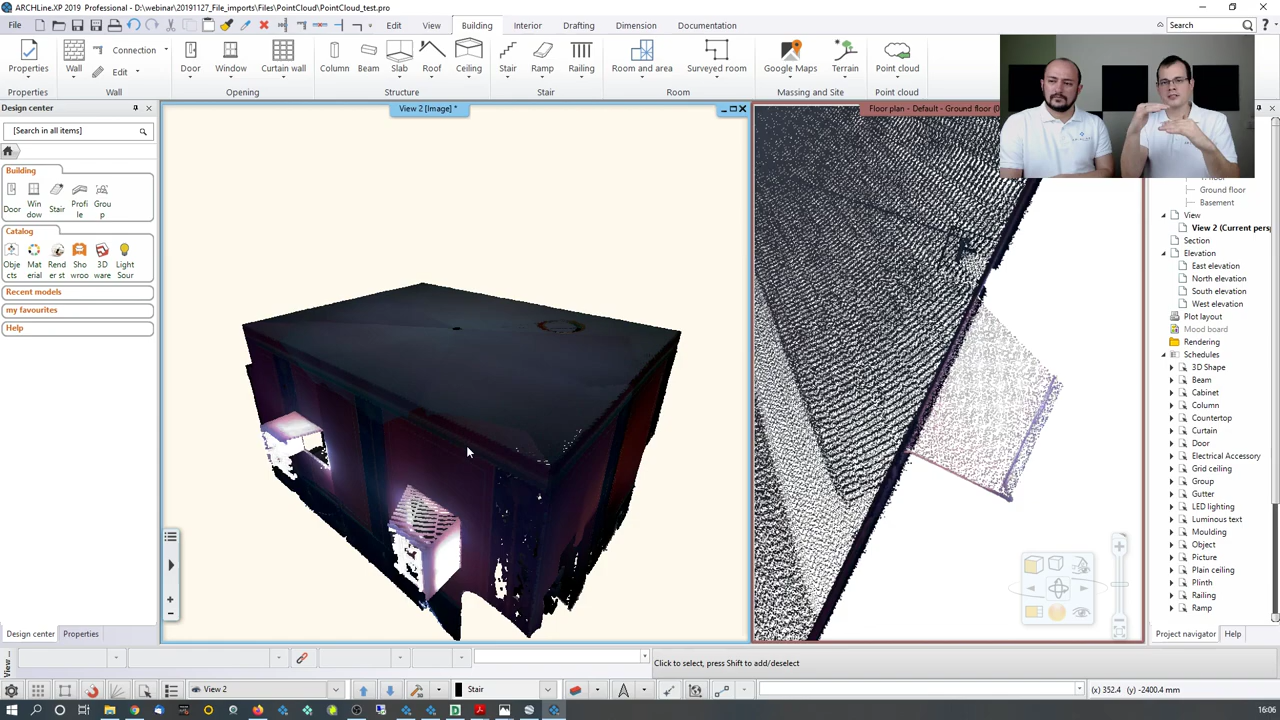 ARCHLine.XP 2019 Professional - D:\webinar\20191127_File_imports\Files\PointCloud\PointCloud_test.pro
Edit View Building Interior Drafting Dimension Documentation Search
Properties Wall Connection Edit Door Window Curtain wall Column Beam Slab Roof Ceiling Stair Ramp Railing Room and area Surveyed room Google Maps Terrain Point cloud
Properties Wall Opening Structure Stair Room Massing and Site Point cloud
Design center
[Search in all items]
Building
Door
Win
dow
Stair
Profi
le
Grou
p
Catalog
Obje
cts
Mat
erial
Rend
er st
Sho
wroo
3D
ware
Light
Sour
Recent models
my favourites
Help
View 2 [Image] *
Floor plan - Default - Ground floor (0
Ground floor
Basement
View
View 2 (Current pers
Section
Elevation
East elevation
North elevation
South elevation
West elevation
Plot layout
Mood board
Rendering
Schedules
3D Shape
Beam
Cabinet
Column
Countertop
Curtain
Door
Electrical Accessory
Grid ceiling
Group
Gutter
LED lighting
Luminous text
Moulding
Object
Picture
Plain ceiling
Plinth
Railing
Ramp
Design center Properties
Project navigator Help
View
Click to select, press Shift to add/deselect
View 2
Stair
x( 352.4 (y) -2400.4 mm
16:06